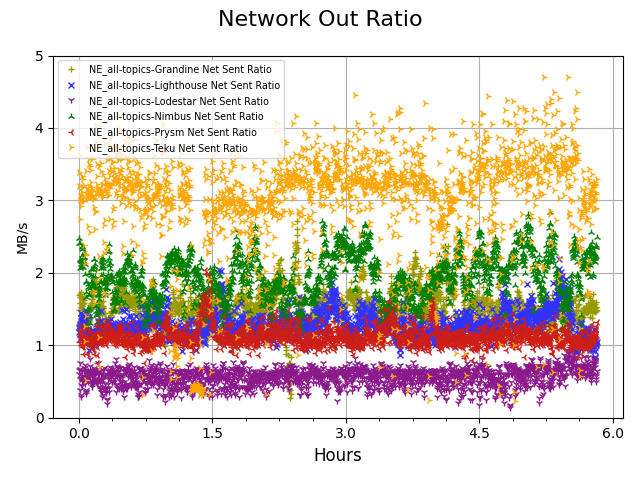 Network Out Ratio
5
4
3
2
1
0
MB/s
NE_all-topics-Grandine Net Sent Ratio
NE_all-topics-Lighthouse Net Sent Ratio
NE_all-topics-Lodestar Net Sent Ratio
NE_all-topics-Nimbus Net Sent Ratio
NE_all-topics-Prysm Net Sent Ratio
NE_all-topics-Teku Net Sent Ratio
0.0 1.5 3.0 4.5 6.0
Hours